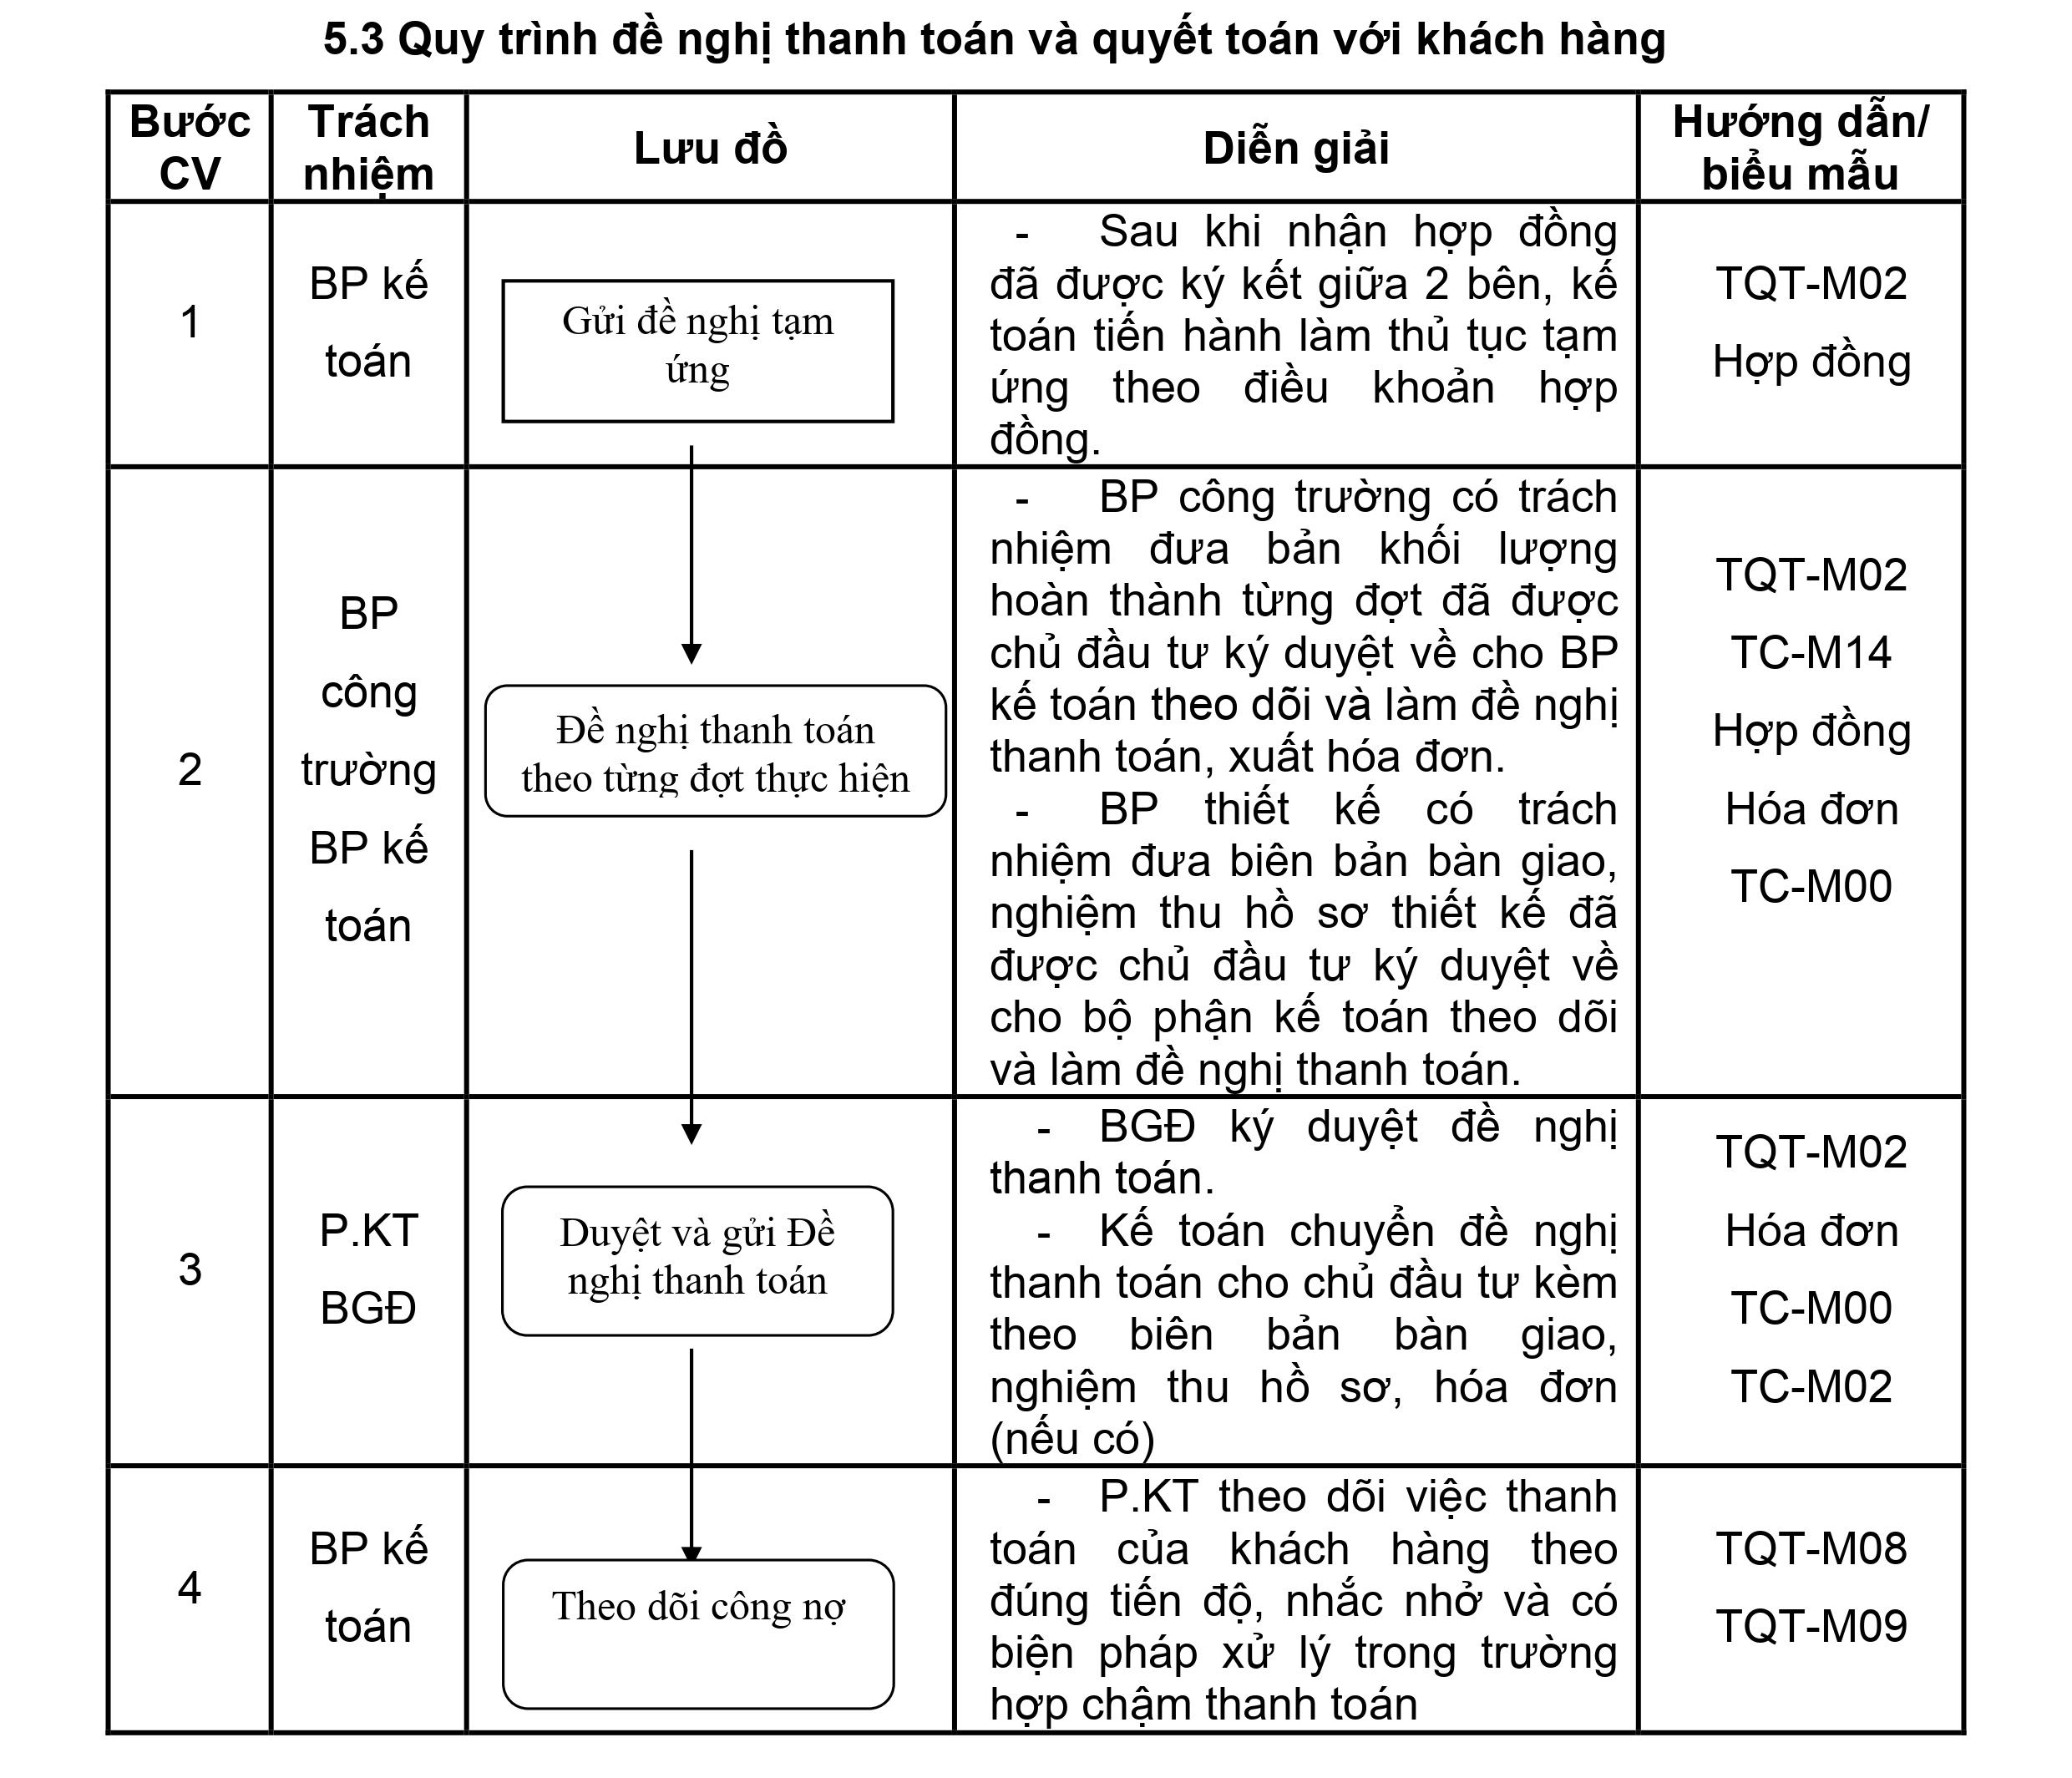 5.3 Quy trình đề nghị thanh toán và quyết toán với khách hàng
Bước
CV
Trách
nhiệm
Lưu đồ
Diễn giải
Hướng dẫn/
biểu mẫu
1
BP kế
toán
Gửi đề nghị tạm
ứng
- Sau khi nhận hợp đồng
đã được ký kết giữa 2 bên, kế
toán tiến hành làm thủ tục tạm
ứng theo điều khoản hợp
đồng.
TQT-M02
Hợp đồng
2
BP
công
trường
BP kế
toán
Đề nghị thanh toán
theo từng đợt thực hiện
- BP công trường có trách
nhiệm đưa bản khối lượng
hoàn thành từng đợt đã được
chủ đầu tư ký duyệt về cho BP
kế toán theo dõi và làm đề nghị
thanh toán, xuất hóa đơn.
- BP thiết kế có trách
nhiệm đưa biên bản bàn giao,
nghiệm thu hồ sơ thiết kế đã
được chủ đầu tư ký duyệt về
cho bộ phận kế toán theo dõi
và làm đề nghị thanh toán.
TQT-M02
TC-M14
Hợp đồng
Hóa đơn
TC-M00
3
P.KT
BGĐ
Duyệt và gửi Đề
nghị thanh toán
- BGĐ ký duyệt đề nghị
thanh toán.
- Kế toán chuyển đề nghị
thanh toán cho chủ đầu tư kèm
theo biên bản bàn giao,
nghiệm thu hồ sơ, hóa đơn
(nếu có)
TQT-M02
Hóa đơn
TC-M00
TC-M02
4
BP kế
toán
Theo dõi công nợ
- P.KT theo dõi việc thanh
toán của khách hàng theo
đúng tiến độ, nhắc nhở và có
biện pháp xử lý trong trường
hợp chậm thanh toán
TQT-M08
TQT-M09